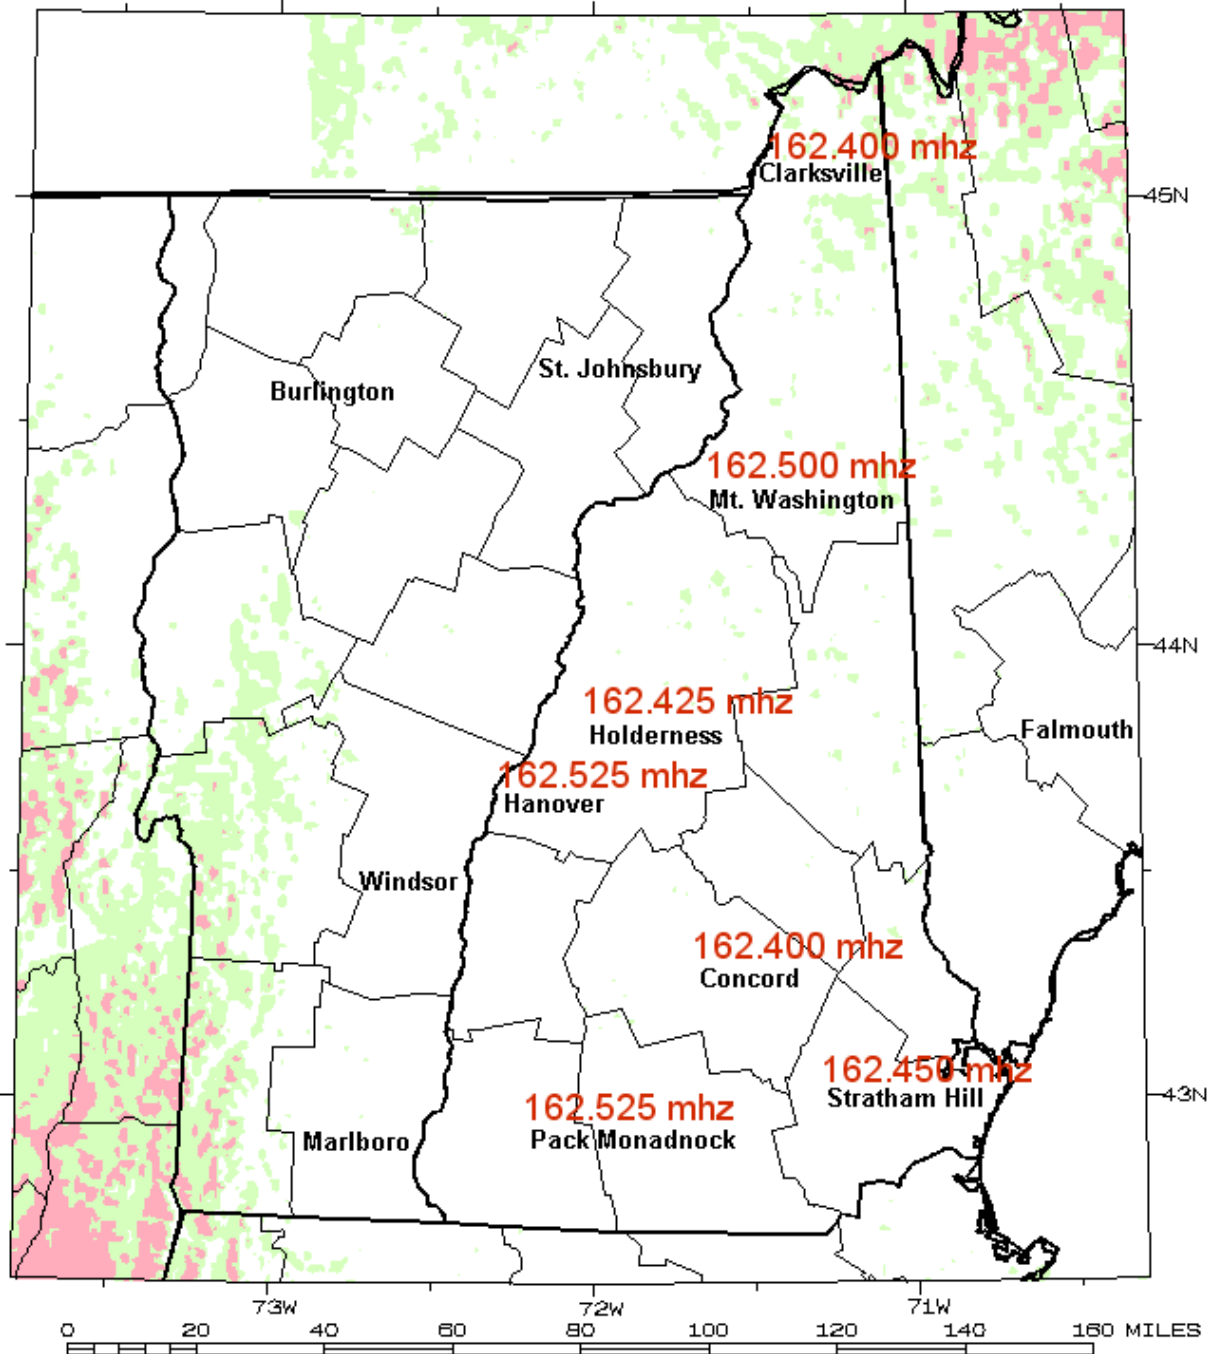 162.400 mhz
Clarksville
45N
St. Johnsbury
Burlington
162.500 mhz
Mt. Washington
44N
162.425 mhz
Holderness
Falmouth
162.525 mhz
Hanover
Windsor
162.400 mhz
Concord
162.450 mhz
Stratham Hill
43N
162.525 mhz
Pack Monadnock
Marlboro
73W 72W 71W
0 20 40 60 80 100 120 140 160 MILES